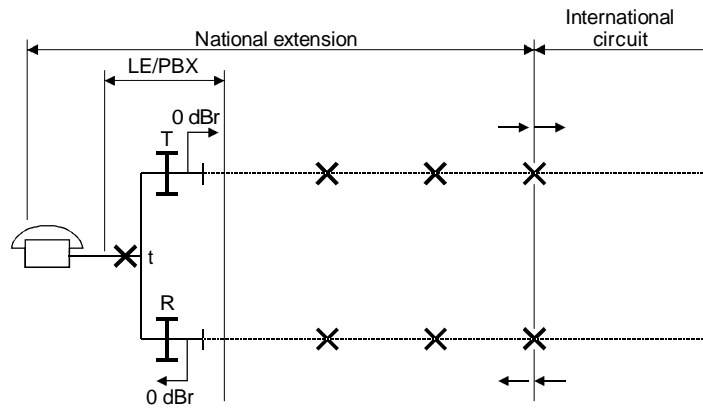 International
circuit
National extension
LE/PBX
0 dBr
T
t
R
0 dBr